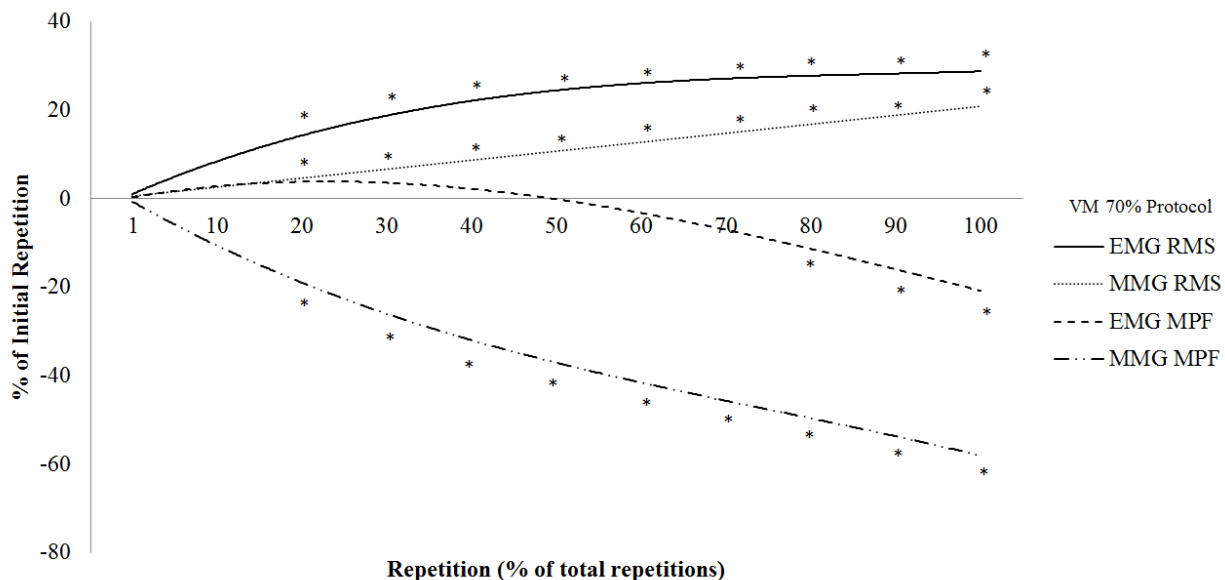 40
20
0
-20
-40
-60
-80
% of Initial Repetition
* * * * * * * * *
* * * * * * * * *
1 10 20 30 40 50 60 70 80 90 100
* * *
* * * * * * * * *
Repetition (% of total repetitions)
VM 70% Protocol
EMG RMS
MMG RMS
EMG MPF
MMG MPF